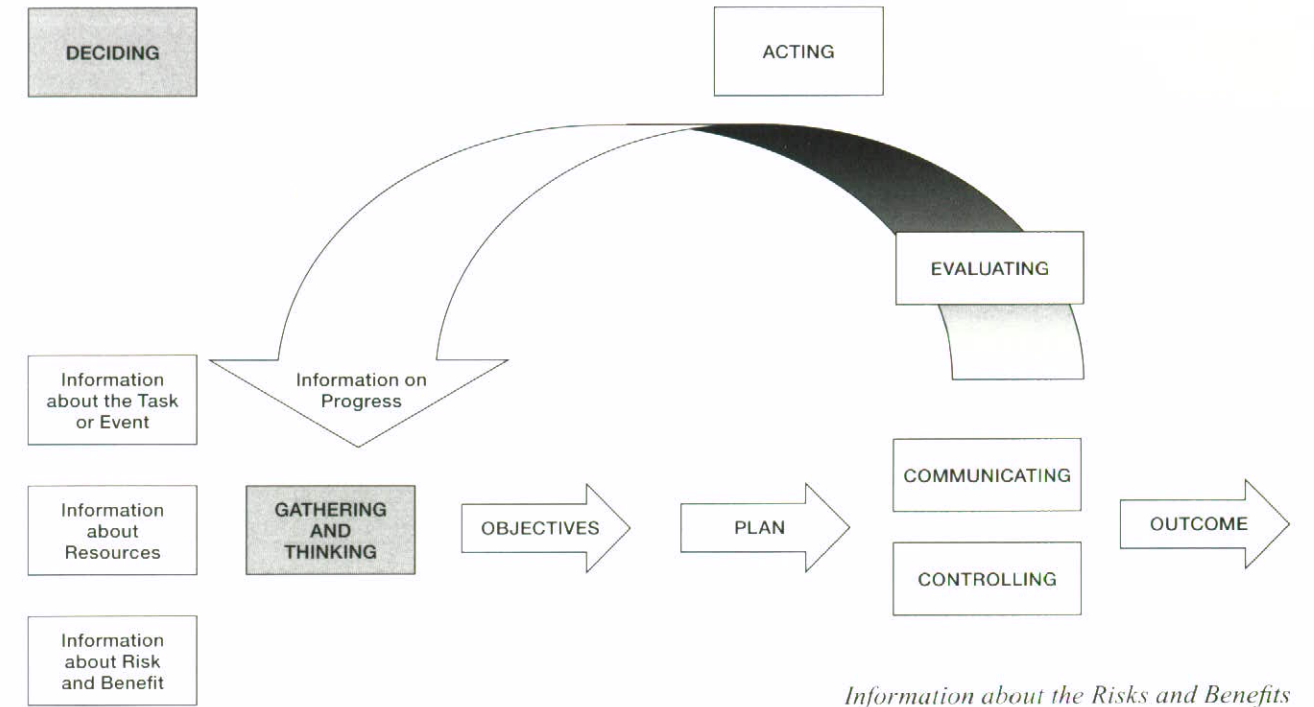 DECIDING
ACTING
EVALUATING
Information
about the Task
or Event
Information on
Progress
COMMUNICATING
Information
about
Resources
GATHERING
AND
THINKING
OBJECTIVES
PLAN
OUTCOME
CONTROLLING
Information
about Risk
and Benefit
Information about the Risks and Benefits